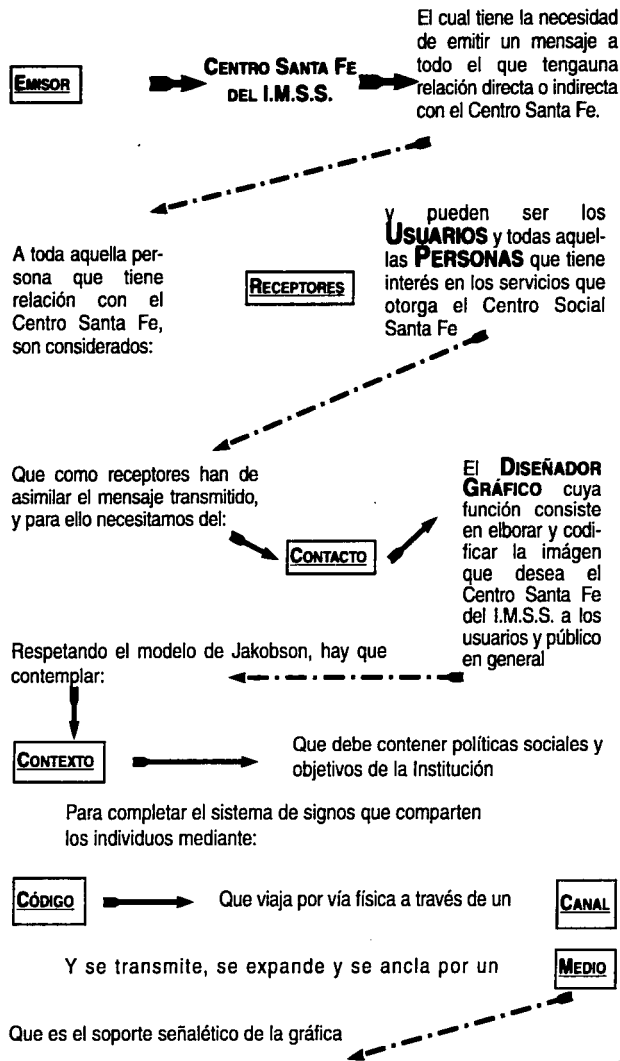 El cual tiene la necesidad
de emitir un mensaje a
todo el que tengauna
relación directa o indirecta
con el Centro Santa Fe.
EMISOR
CENTRO SANTA FE
DEL I.M.S.S.
A toda aquella per-
sona que tiene
relación con el
Centro Santa Fe,
son considerados:
RECEPTORES
y pueden ser los
USUARIOS y todas aquel-
las PERSONAS que tiene
interés en los servicios que
otorga el Centro Social
Santa Fe
Que como receptores han de
asimilar el mensaje transmitido,
y para ello necesitamos del:
CONTACTO
El DISEÑADOR
GRÁFICO cuya
función consiste
en elborar y codi-
ficar la imágen
que desea el
Centro Santa Fe
del I.M.S.S. a los
usuarios y público
en general
Respetando el modelo de Jakobson, hay que
contemplar:
CONTEXTO
Que debe contener políticas sociales y
objetivos de la Institución
Para completar el sistema de signos que comparten
los individuos mediante:
CÓDIGO
Que viaja por vía física a través de un
CANAL
Y se transmite, se expande y se ancla por un
MEDIO
Que es el soporte señalético de la gráfica